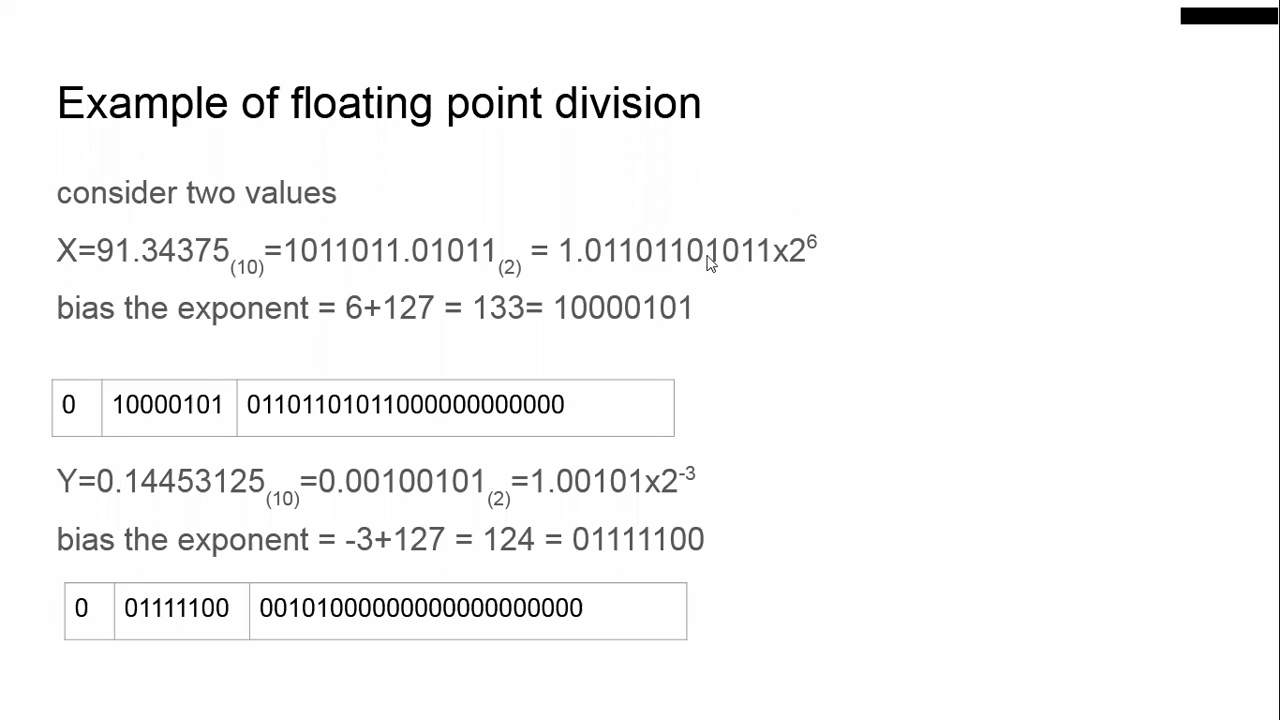 Example of floating point division
consider two values
X=91.34375(10)=1011011.01011(2) = 1.01101101011x2^6
bias the exponent = 6+127 = 133= 10000101
0 10000101 01101101011000000000000
Y=0.14453125(10)=0.00100101(2)=1.00101x2^-3
bias the exponent = -3+127 = 124 = 01111100
0 01111100 00101000000000000000000